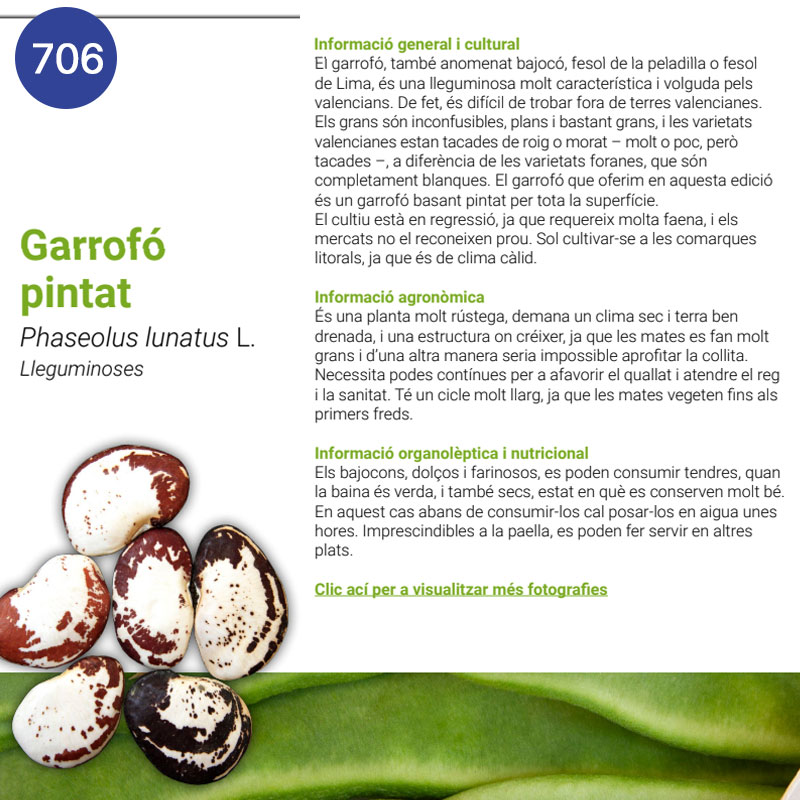 706
Garrofó
pintat
Phaseolus lunatus L.
Lleguminoses
Informació general i cultural
El garrofó, també anomenat bajocó, fesol de la peladilla o fesol
de Lima, és una lleguminosa molt característica i volguda pels
valencians. De fet, és difícil de trobar fora de terres valencianes.
Els grans són inconfusibles, plans i bastant grans, i les varietats
valencianes estan tacades de roig o morat – molt o poc, però
tacades –, a diferència de les varietats foranes, que són
completament blanques. El garrofó que oferim en aquesta edició
és un garrofó basant pintat per tota la superfície.
El cultiu està en regressió, ja que requereix molta faena, i els
mercats no el reconeixen prou. Sol cultivar-se a les comarques
litorals, ja que és de clima càlid.
Informació agronòmica
És una planta molt rústega, demana un clima sec i terra ben
drenada, i una estructura on créixer, ja que les mates es fan molt
grans i d’una altra manera seria impossible aprofitar la collita.
Necessita podes contínues per a afavorir el quallat i atendre el reg
i la sanitat. Té un cicle molt llarg, ja que les mates vegeten fins als
primers freds.
Informació organolèptica i nutricional
Els bajocons, dolços i farinosos, es poden consumir tendres, quan
la baina és verda, i també secs, estat en què es conserven molt bé.
En aquest cas abans de consumir-los cal posar-los en aigua unes
hores. Imprescindibles a la paella, es poden fer servir en altres
plats.
Clic ací per a visualitzar més fotografies